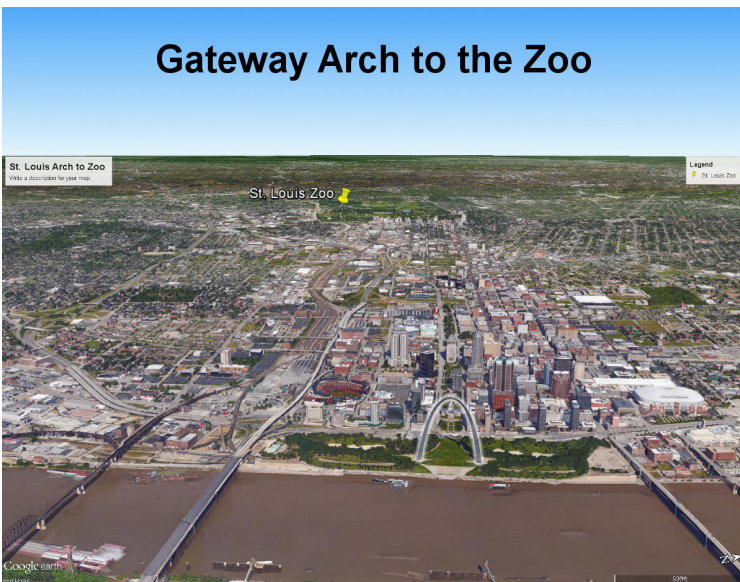 Gateway Arch to the Zoo
St. Louis Arch to Zoo
Write a description for your map.
Legend
St. Louis Zoo
St. Louis Zoo
Google earth